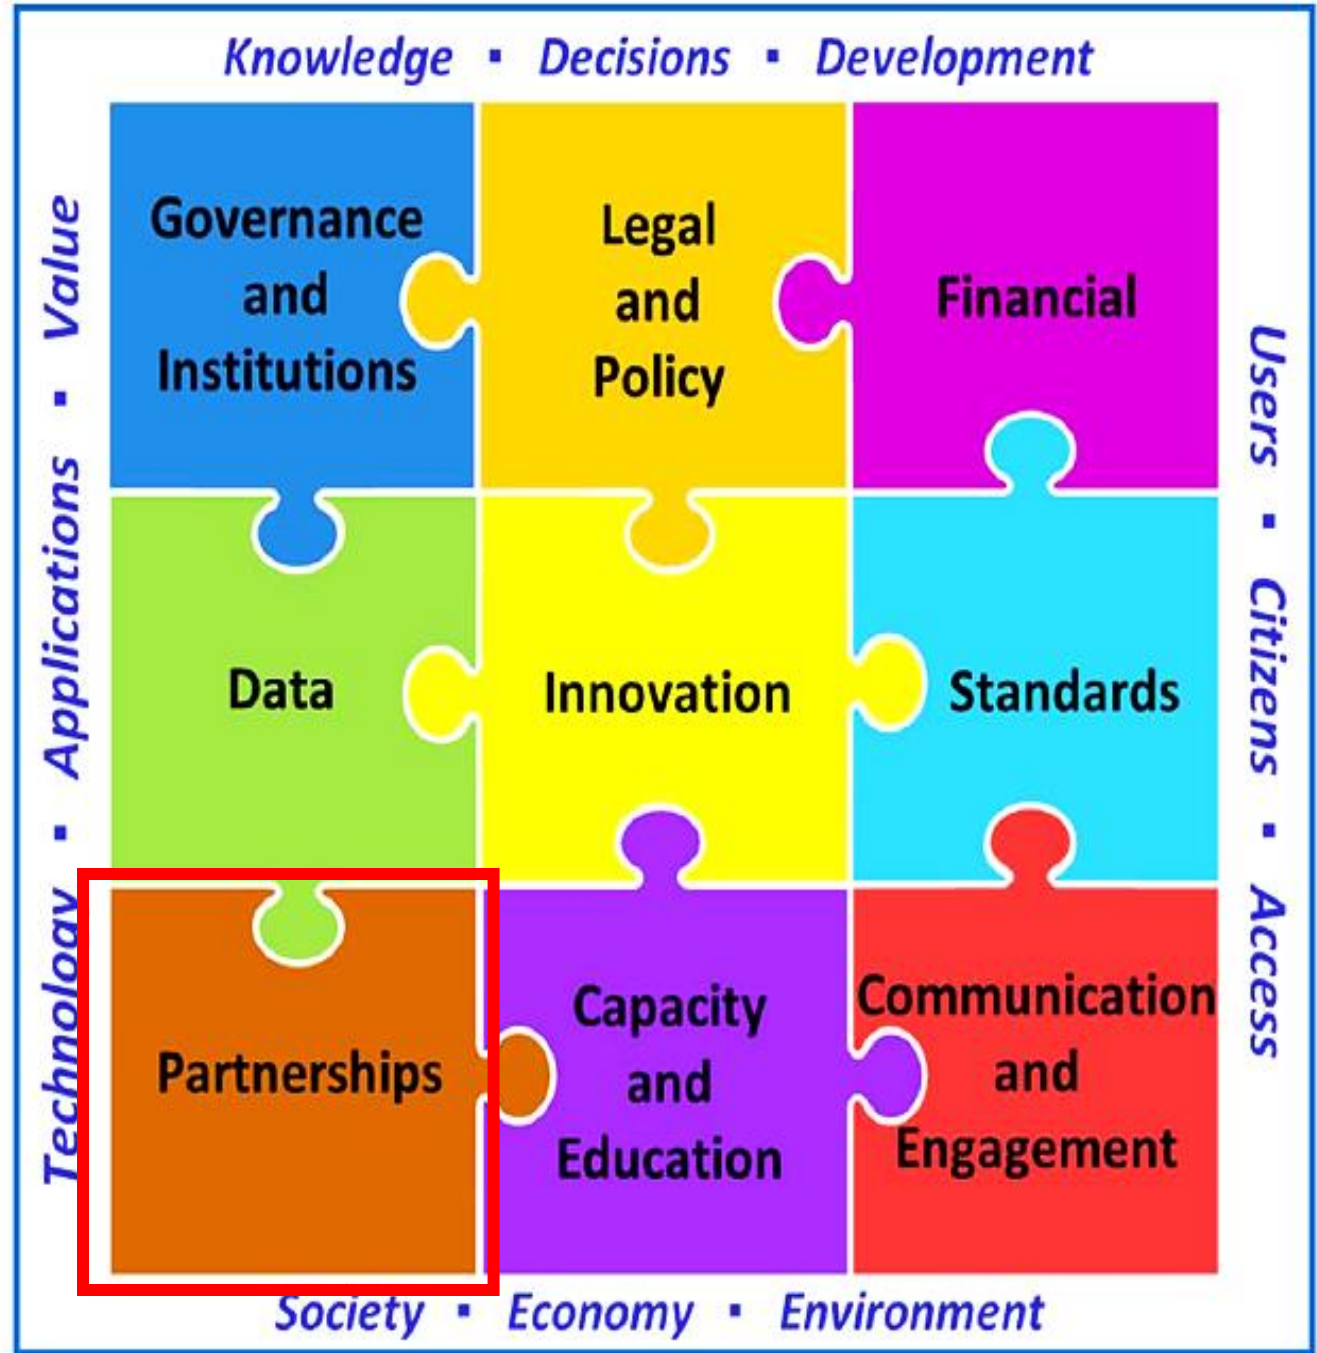 Knowledge ▪ Decisions ▪ Development
Technology ▪ Applications ▪ Value
Governance
and
Institutions
Legal
and
Policy
Financial
Data
Innovation
Standards
Partnerships
Capacity
and
Education
Communication
and
Engagement
Users ▪ Citizens ▪ Access
Society ▪ Economy ▪ Environment